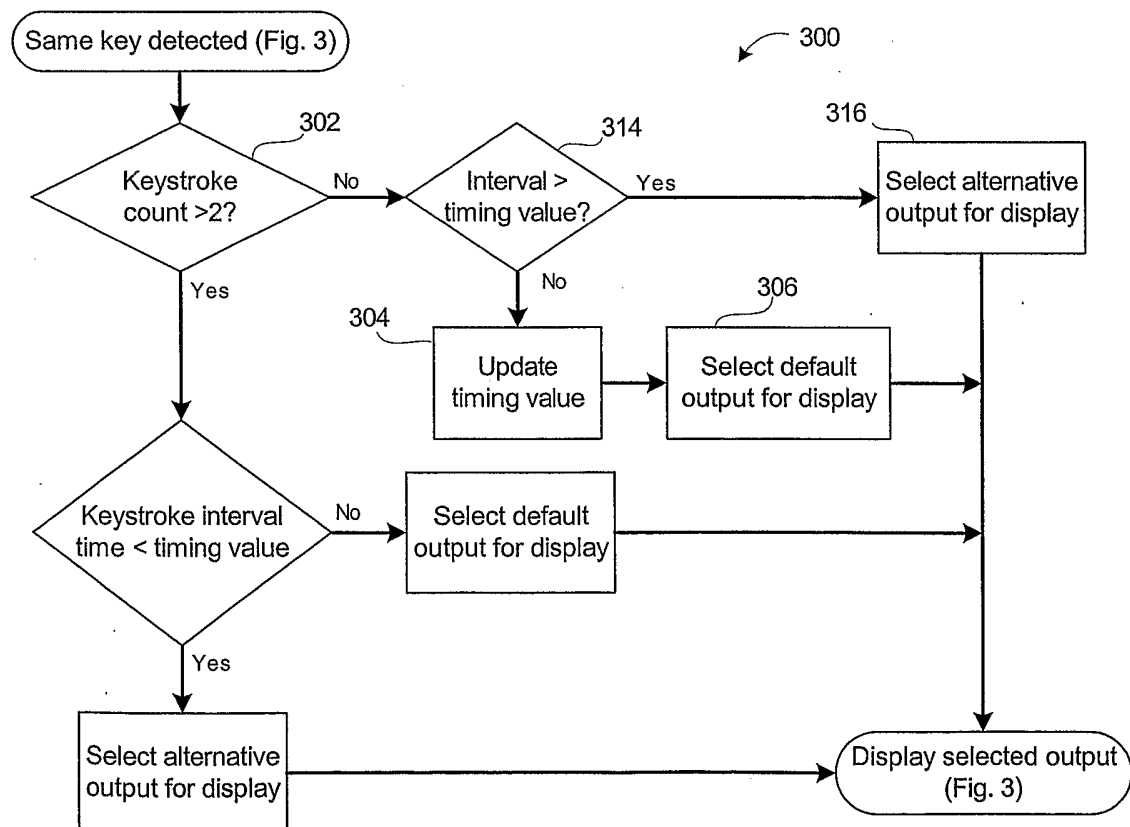 Same key detected (Fig. 3)
300
302
Keystroke
count >2?
No
314
Interval >
timing value?
Yes
316
Select alternative
output for display
Yes
No
304
Update
timing value
306
Select default
output for display
Keystroke interval
time < timing value
No
Select default
output for display
Yes
Select alternative
output for display
Display selected output
(Fig. 3)